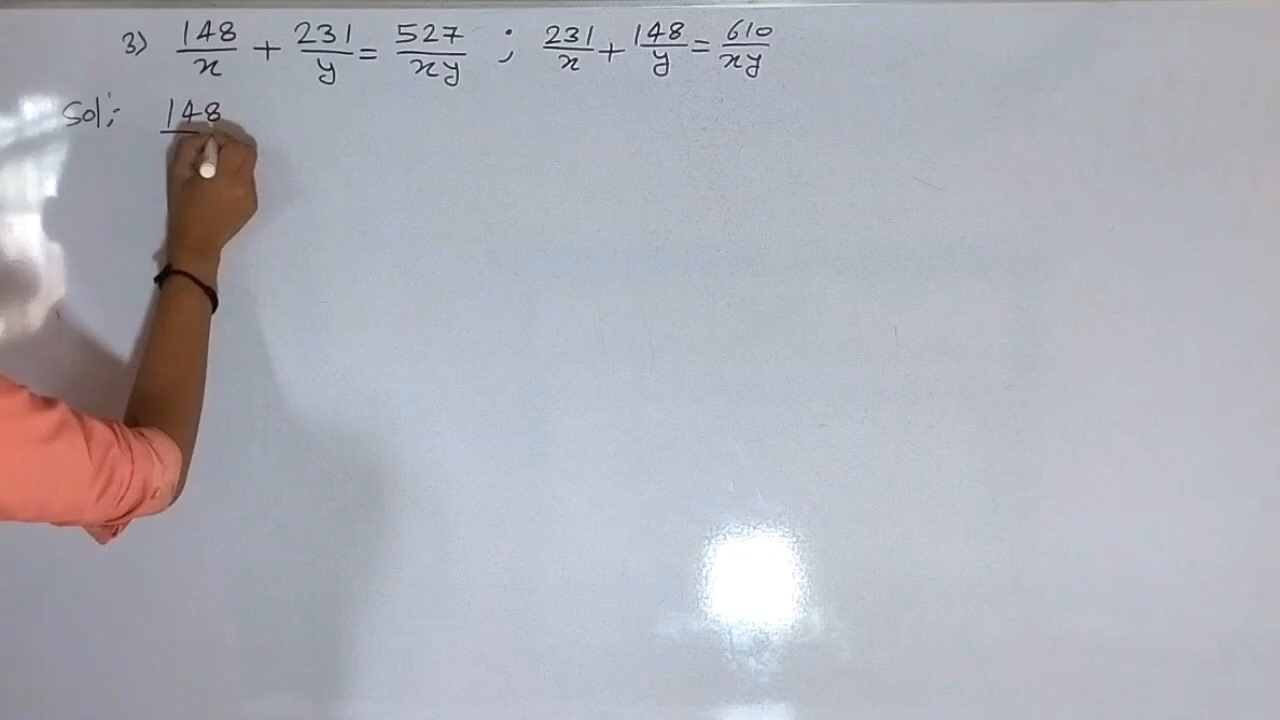 3) 148/x + 231/y = 527/xy ; 231/x + 148/y = 610/xy
Sol:- 148